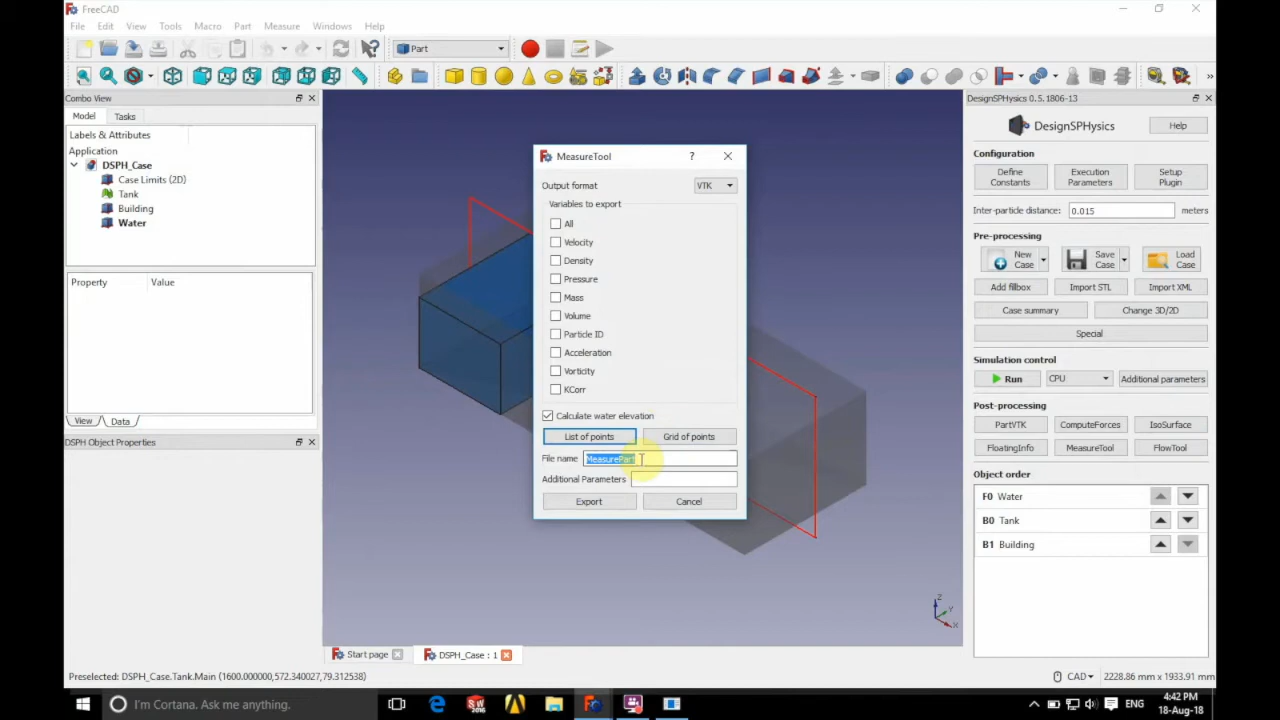 FreeCAD
File Edit View Tools Macro Part Measure Windows Help
Part
Combo View
Model Tasks
Labels & Attributes
Application
DSPH_Case
Case Limits (2D)
Tank
Building
Water
Property Value
View Data
DSPH Object Properties
MeasureTool
Output format VTK
Variables to export
All
Velocity
Density
Pressure
Mass
Volume
Particle ID
Acceleration
Vorticity
KCorr
Calculate water elevation
List of points Grid of points
File name MeasurePart
Additional Parameters
Export Cancel
DesignSPHysics 0.5.1806-13
DesignSPHysics Help
Configuration
Define Constants Execution Parameters Setup Plugin
Inter-particle distance: 0.015 meters
Pre-processing
New Case Save Case Load Case
Add fillbox Import STL Import XML
Case summary Change 3D/2D
Special
Simulation control
Run CPU Additional parameters
Post-processing
PartVTK ComputeForces IsoSurface
FloatingInfo MeasureTool FlowTool
Object order
F0 Water
B0 Tank
B1 Building
Z
Y
X
Start page DSPH_Case : 1
Preselected: DSPH_Case.Tank.Main (1600.000000,572.340027,79.312538) CAD 2228.86 mm × 1933.91 mm
I'm Cortana. Ask me anything. SW 2016 ENG 4:42 PM
18-Aug-18